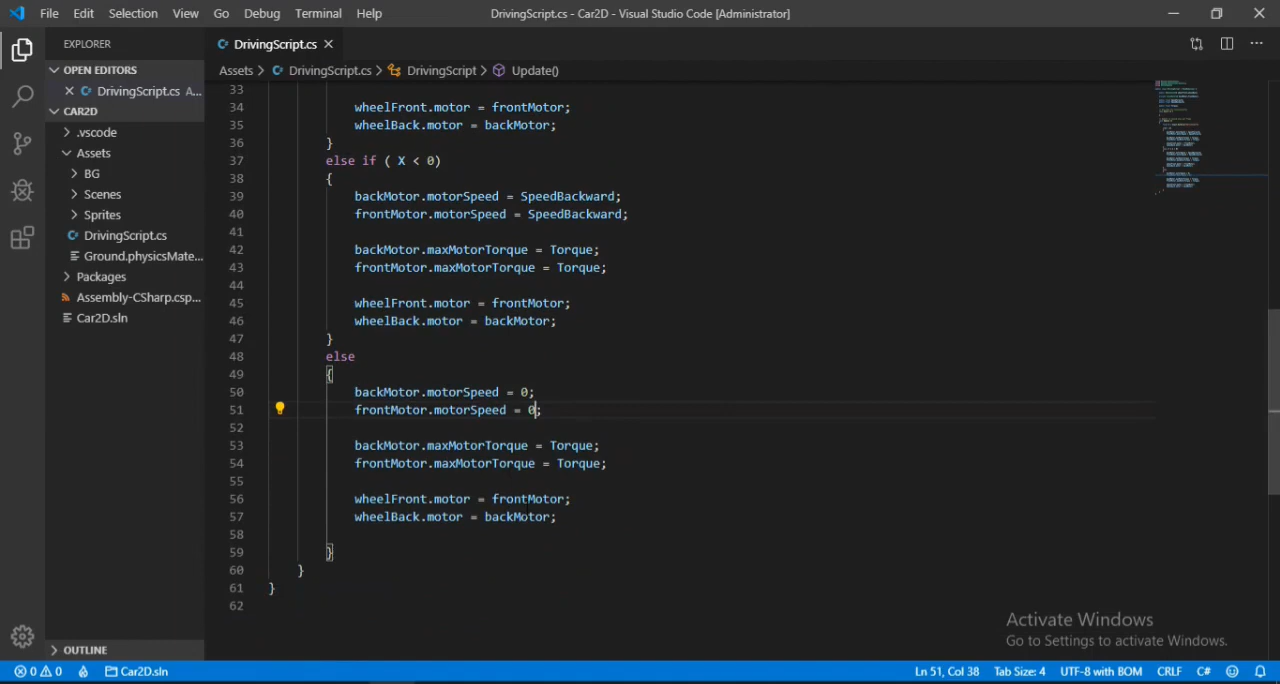 File Edit Selection View Go Debug Terminal Help DrivingScript.cs - Car2D - Visual Studio Code [Administrator]
EXPLORER
OPEN EDITORS
DrivingScript.cs A...
CAR2D
.vscode
Assets
BG
Scenes
Sprites
DrivingScript.cs
Ground.physicsMate...
Packages
Assembly-CSharp.csp...
Car2D.sln
OUTLINE
DrivingScript.cs
Assets > DrivingScript.cs > DrivingScript > Update()
33
34 wheelFront.motor = frontMotor;
35 wheelBack.motor = backMotor;
36 }
37 else if ( X < 0)
38 {
39 backMotor.motorSpeed = SpeedBackward;
40 frontMotor.motorSpeed = SpeedBackward;
41
42 backMotor.maxMotorTorque = Torque;
43 frontMotor.maxMotorTorque = Torque;
44
45 wheelFront.motor = frontMotor;
46 wheelBack.motor = backMotor;
47 }
48 else
49 {
50 backMotor.motorSpeed = 0;
51 frontMotor.motorSpeed = 0;
52
53 backMotor.maxMotorTorque = Torque;
54 frontMotor.maxMotorTorque = Torque;
55
56 wheelFront.motor = frontMotor;
57 wheelBack.motor = backMotor;
58
59 }
60 }
61 }
62
Activate Windows
Go to Settings to activate Windows.
0 0 Car2D.sln Ln 51, Col 38 Tab Size: 4 UTF-8 with BOM CRLF C#